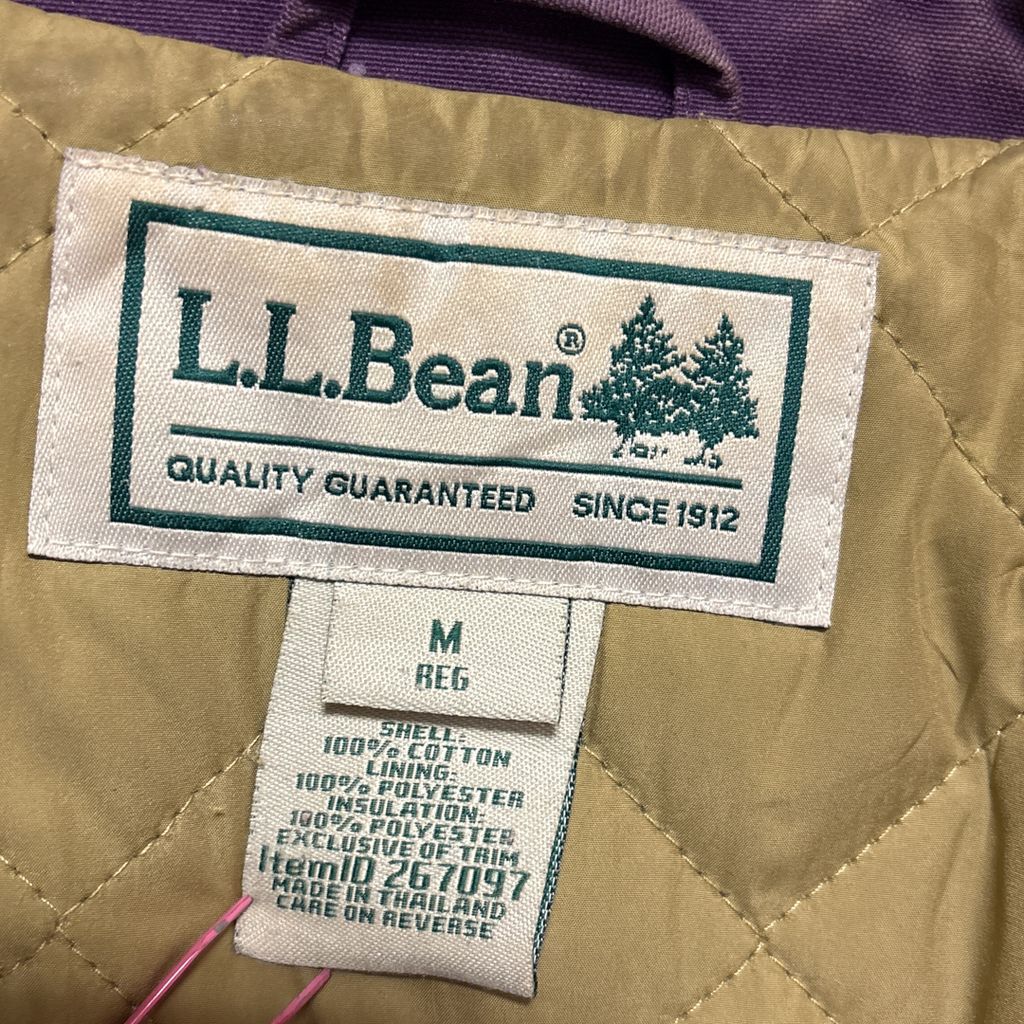 L.L.Bean®
QUALITY GUARANTEED SINCE 1912
M
REG
SHELL:
100% COTTON
LINING:
100% POLYESTER
INSULATION:
100% POLYESTER
EXCLUSIVE OF TRIM
ItemID 267097
MADE IN THAILAND
CARE ON REVERSE